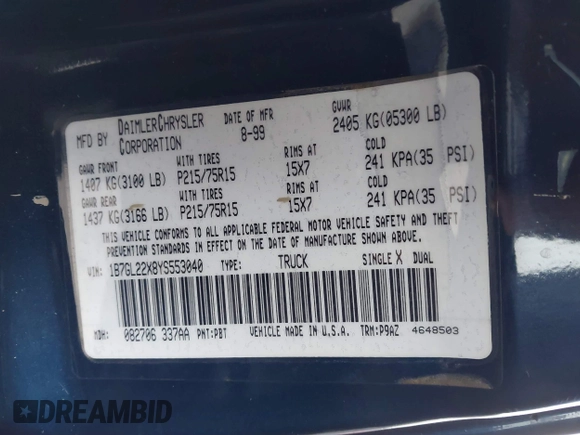 MFD BY DAIMLERCHRYSLER CORPORATION DATE OF MFR 8-99 GVWR 2405 KG(05300 LB)
GAWR FRONT WITH TIRES RIMS AT COLD
1407 KG(3100 LB) P215/75R15 15X7 241 KPA(35 PSI)
GAWR REAR WITH TIRES RIMS AT COLD
1437 KG(3166 LB) P215/75R15 15X7 241 KPA(35 PSI)
THIS VEHICLE CONFORMS TO ALL APPLICABLE FEDERAL MOTOR VEHICLE SAFETY AND THEFT
PREVENTION STANDARDS IN EFFECT ON THE DATE OF MANUFACTURE SHOWN ABOVE.
VIN: 1B7GL22X8YS553040 TYPE: TRUCK SINGLE X DUAL
MDH: 082706 337AA PNT:PBT VEHICLE MADE IN U.S.A. TRM:P9AZ 4648503
DREAMBID